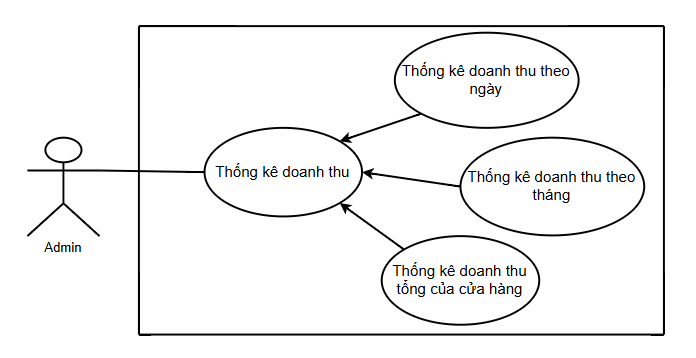 Thống kê doanh thu theo
ngày
Thống kê doanh thu
Thống kê doanh thu theo
tháng
Admin
Thống kê doanh thu
tổng của cửa hàng